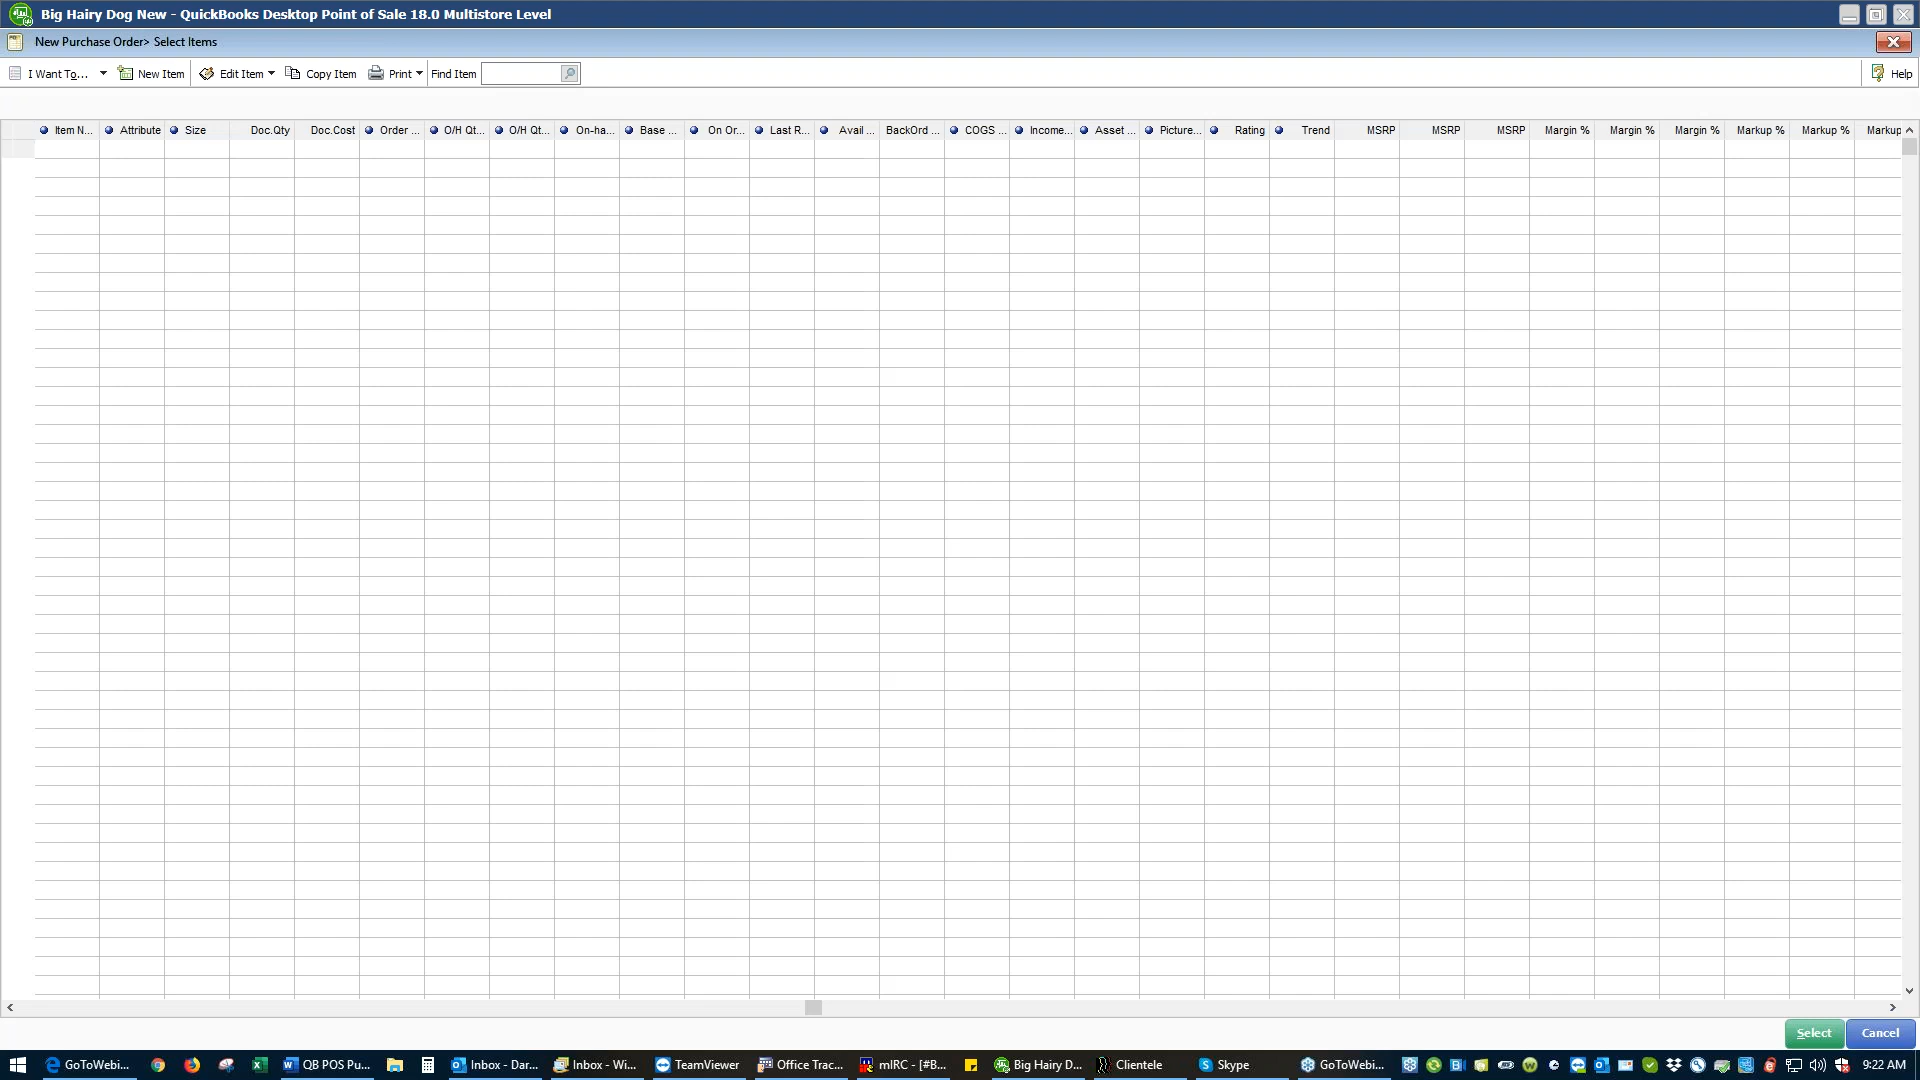 Big Hairy Dog New - QuickBooks Desktop Point of Sale 18.0 Multistore Level
New Purchase Order> Select Items
I Want To... New Item Edit Item Copy Item Print Find Item Help
Item N... Attribute Size Doc.Qty Doc.Cost Order ... O/H Qt... O/H Qt... On-ha... Base ... On Or... Last R... Avail ... BackOrd ... COGS ... Income... Asset ... Picture... Rating Trend MSRP MSRP MSRP Margin % Margin % Margin % Markup % Markup % Markup
Select Cancel
GoToWebi... QB POS Pu... Inbox - Dar... Inbox - Wi... TeamViewer Office Trac... mIRC - [#B... Big Hairy D... Clientele Skype GoToWebi... 9:22 AM